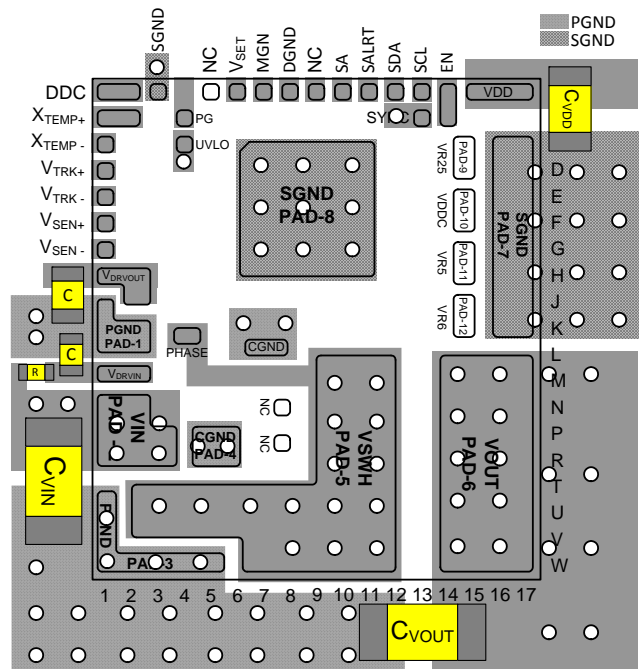 PGND
SGND
SGND
NC
VSET
MGN
DGND
NC
SA
SALRT
SDA
SCL
EN
DDC
XTEMP+
XTEMP -
VTRK+
VTRK -
VSEN+
VSEN -
PG
UVLO
VDD
CVDD
VR25
PAD-9
VDDC
PAD-10
VR5
PAD-11
VR6
PAD-12
SGND
PAD-8
SGND
PAD-7
D
E
F
G
H
J
K
L
M
N
P
R
T
U
V
W
VDRVOUT
C
PGND
PAD-1
C
R
VDRVIN
PHASE
CGND
VIN
CGND
PAD-4
NC
NC
VSWH
PAD-5
VOUT
PAD-6
CVIN
PAD-3
1 2 3 4 5 6 7 8 9 10 11 12 13 14 15 16 17
CVOUT